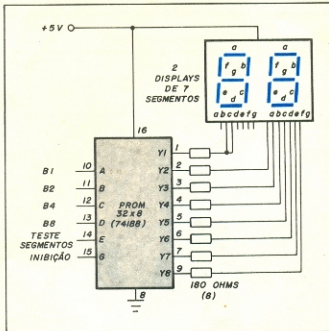 +5V
2
DISPLAYS
DE 7
SEGMENTOS
a a
f b f b
g g
e c e c
d d
abcdefg abcdefg
16
B1 10 A Y1 1
B2 11 B Y2 2
B4 12 C Y3 3
B8 13 D Y4 4
TESTE
SEGMENTOS 14 E Y5 5
INIBIÇÃO 15 G Y6 6
Y7 7
Y8 9
PROM
32x8
(74188)
8
180 OHMS
(8)